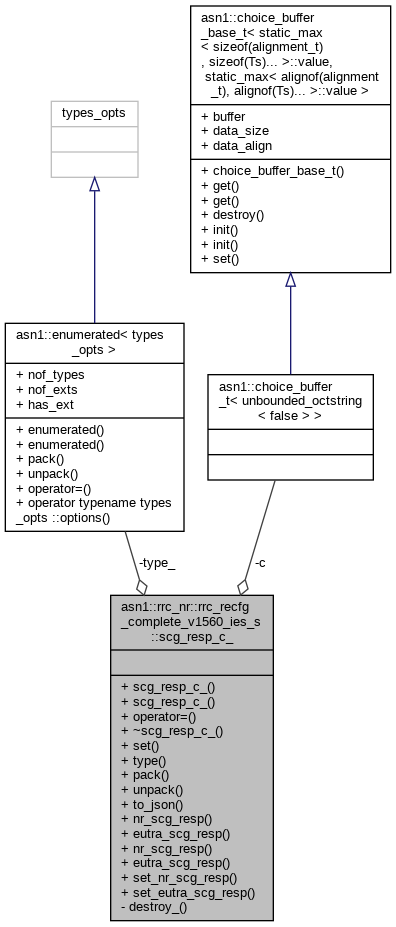 asn1::choice_buffer
_base_t< static_max
< sizeof(alignment_t)
, sizeof(Ts)... >::value,
static_max< alignof(alignment
_t), alignof(Ts)... >::value >
+ buffer
+ data_size
+ data_align
+ choice_buffer_base_t()
+ get()
+ get()
+ destroy()
+ init()
+ init()
+ set()
types_opts
asn1::enumerated< types
_opts >
+ nof_types
+ nof_exts
+ has_ext
+ enumerated()
+ enumerated()
+ pack()
+ unpack()
+ operator=()
+ operator typename types
_opts ::options()
asn1::choice_buffer
_t< unbounded_octstring
< false > >
-type_
-c
asn1::rrc_nr::rrc_recfg
_complete_v1560_ies_s
::scg_resp_c_
+ scg_resp_c_()
+ scg_resp_c_()
+ operator=()
+ ~scg_resp_c_()
+ set()
+ type()
+ pack()
+ unpack()
+ to_json()
+ nr_scg_resp()
+ eutra_scg_resp()
+ nr_scg_resp()
+ eutra_scg_resp()
+ set_nr_scg_resp()
+ set_eutra_scg_resp()
- destroy_()